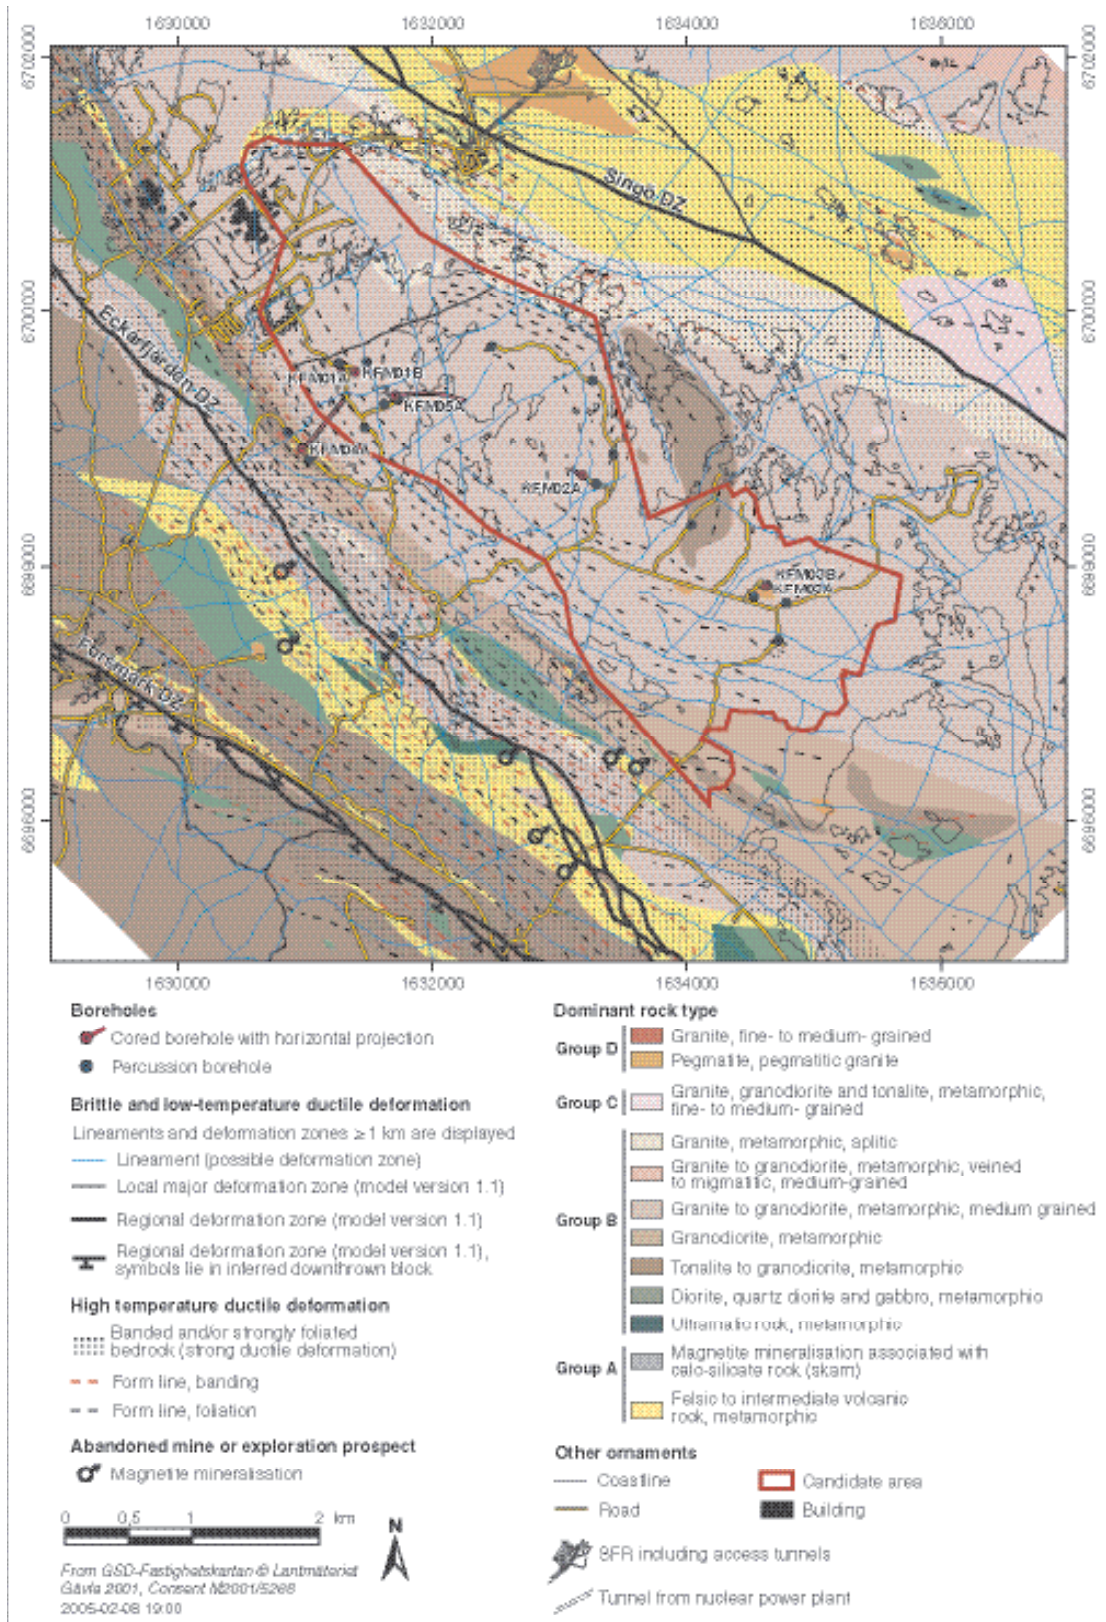 1630000
1632000
1634000
1636000
6702000
6702000
Singö DZ
6700000
6700000
Eckarfjärden DZ
KFM01A
KFM01B
KFM05A
KFM02A
KFM03B
KFM03A
6698000
6698000
Forsmark DZ
6696000
6696000
1630000
1632000
1634000
1636000
Boreholes
Cored borehole with horizontal projection
Percussion borehole
Brittle and low-temperature ductile deformation
Lineaments and deformation zones ≥ 1 km are displayed
Lineament (possible deformation zone)
Local major deformation zone (model version 1.1)
Regional deformation zone (model version 1.1)
Regional deformation zone (model version 1.1),
symbols lie in inferred downthrown block
High temperature ductile deformation
Banded and/or strongly foliated
bedrock (strong ductile deformation)
Form line, banding
Form line, foliation
Abandoned mine or exploration prospect
Magnetite mineralisation
0 0,5 1 2 km
N
From GSD-Fastighetskartan © Lantmäteriet
Gävle 2001, Consent M2001/5268
2005-02-08 19:00
Dominant rock type
Group D
Granite, fine- to medium- grained
Pegmatite, pegmatitic granite
Group C
Granite, granodiorite and tonalite, metamorphic,
fine- to medium- grained
Group B
Granite, metamorphic, aplitic
Granite to granodiorite, metamorphic, veined
to migmatitic, medium-grained
Granite to granodiorite, metamorphic, medium grained
Granodiorite, metamorphic
Tonalite to granodiorite, metamorphic
Diorite, quartz diorite and gabbro, metamorphic
Ultramafic rock, metamorphic
Group A
Magnetite mineralisation associated with
calc-silicate rock (skarn)
Felsic to intermediate volcanic
rock, metamorphic
Other ornaments
Coastline
Candidate area
Road
Building
SFR including access tunnels
Tunnel from nuclear power plant